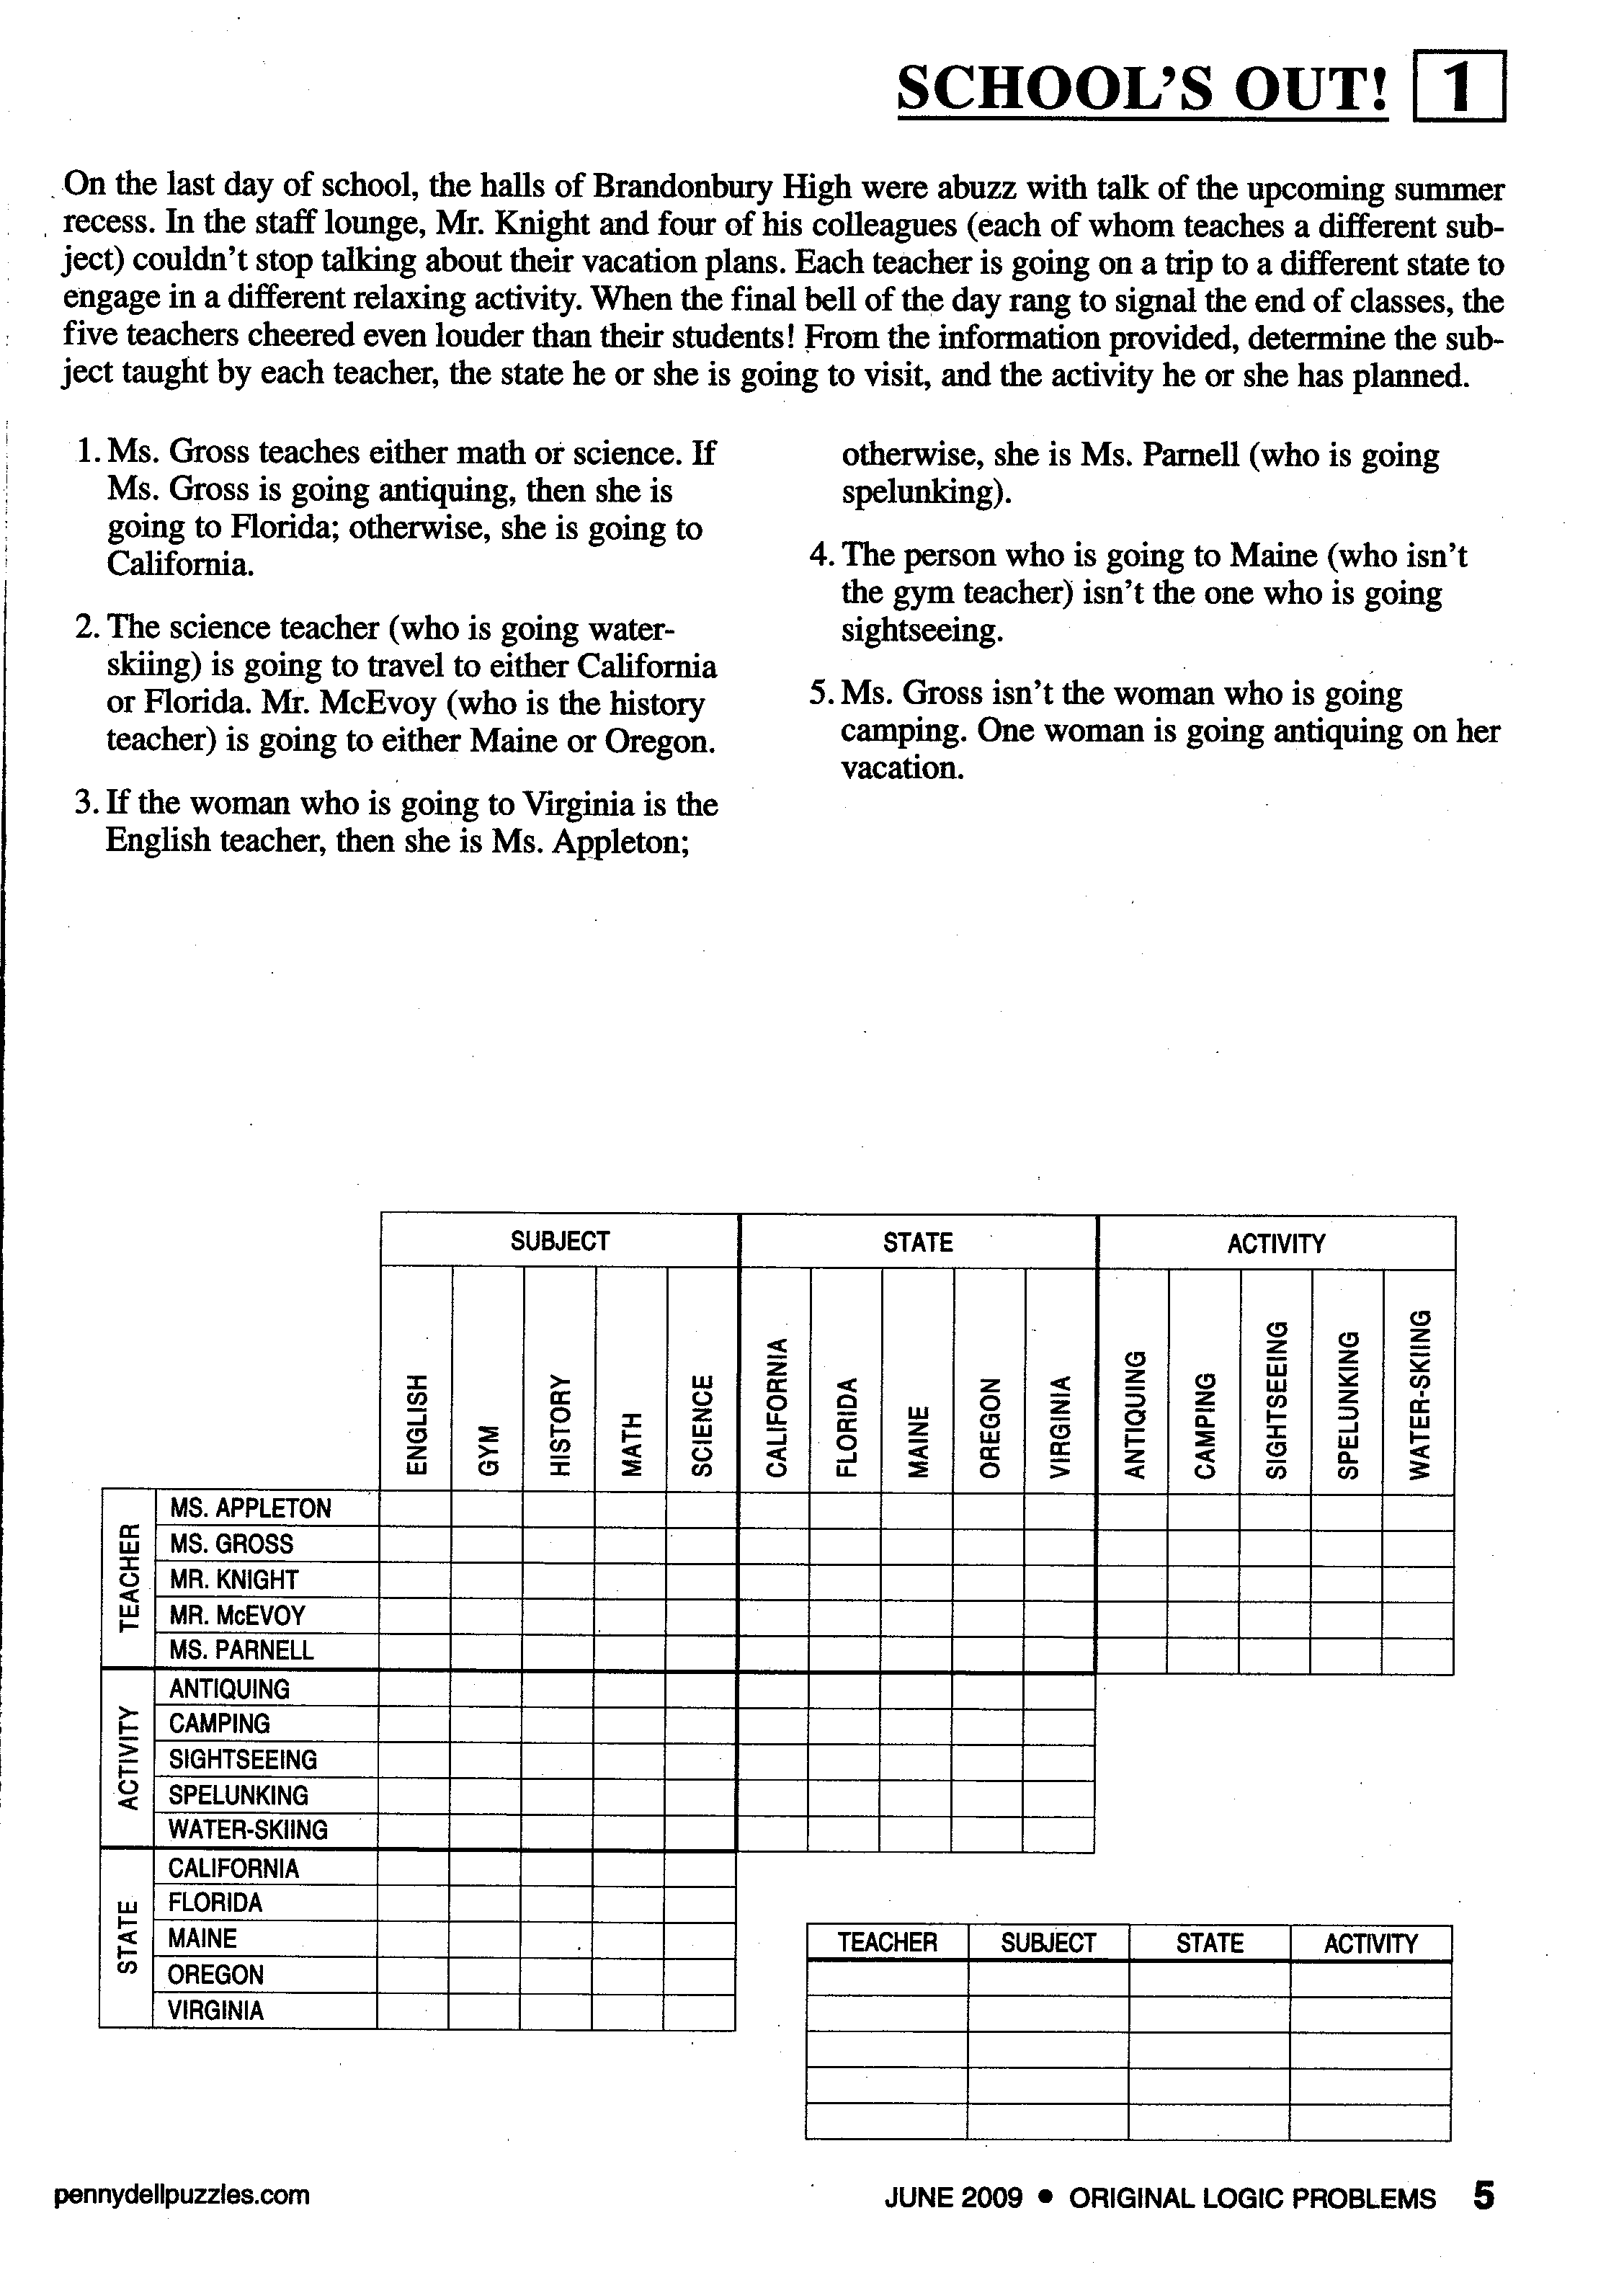 SCHOOL'S OUT! 1
On the last day of school, the halls of Brandonbury High were abuzz with talk of the upcoming summer
recess. In the staff lounge, Mr. Knight and four of his colleagues (each of whom teaches a different sub-
ject) couldn't stop talking about their vacation plans. Each teacher is going on a trip to a different state to
engage in a different relaxing activity. When the final bell of the day rang to signal the end of classes, the
five teachers cheered even louder than their students! From the information provided, determine the sub-
ject taught by each teacher, the state he or she is going to visit, and the activity he or she has planned.
1. Ms. Gross teaches either math or science. If
Ms. Gross is going antiquing, then she is
going to Florida; otherwise, she is going to
California.
2. The science teacher (who is going water-
skiing) is going to travel to either California
or Florida. Mr. McEvoy (who is the history
teacher) is going to either Maine or Oregon.
3. If the woman who is going to Virginia is the
English teacher, then she is Ms. Appleton;
otherwise, she is Ms. Parnell (who is going
spelunking).
4. The person who is going to Maine (who isn't
the gym teacher) isn't the one who is going
sightseeing.
5. Ms. Gross isn't the woman who is going
camping. One woman is going antiquing on her
vacation.
SUBJECT STATE ACTIVITY
ENGLISH GYM HISTORY MATH SCIENCE CALIFORNIA FLORIDA MAINE OREGON VIRGINIA ANTIQUING CAMPING SIGHTSEEING SPELUNKING WATER-SKIING
TEACHER
MS. APPLETON
MS. GROSS
MR. KNIGHT
MR. McEVOY
MS. PARNELL
ACTIVITY
ANTIQUING
CAMPING
SIGHTSEEING
SPELUNKING
WATER-SKIING
STATE
CALIFORNIA
FLORIDA
MAINE
OREGON
VIRGINIA
TEACHER SUBJECT STATE ACTIVITY
pennydellpuzzles.com
JUNE 2009 ● ORIGINAL LOGIC PROBLEMS 5